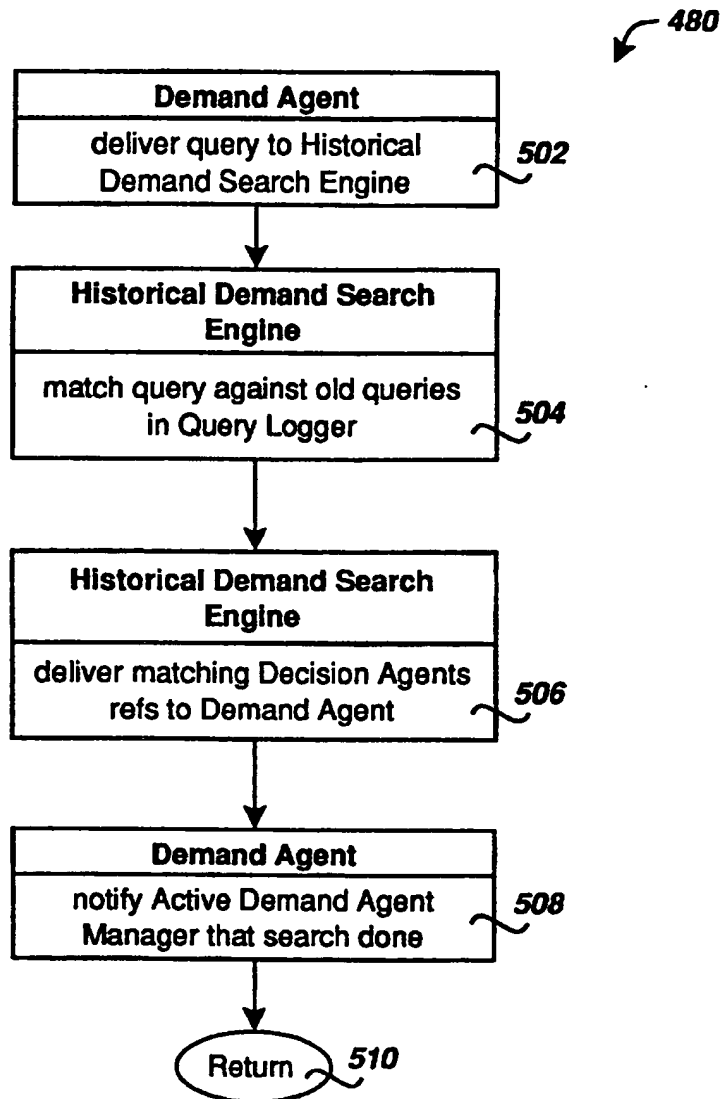 480
Demand Agent
deliver query to Historical
Demand Search Engine
502
Historical Demand Search
Engine
match query against old queries
in Query Logger
504
Historical Demand Search
Engine
deliver matching Decision Agents
refs to Demand Agent
506
Demand Agent
notify Active Demand Agent
Manager that search done
508
Return
510